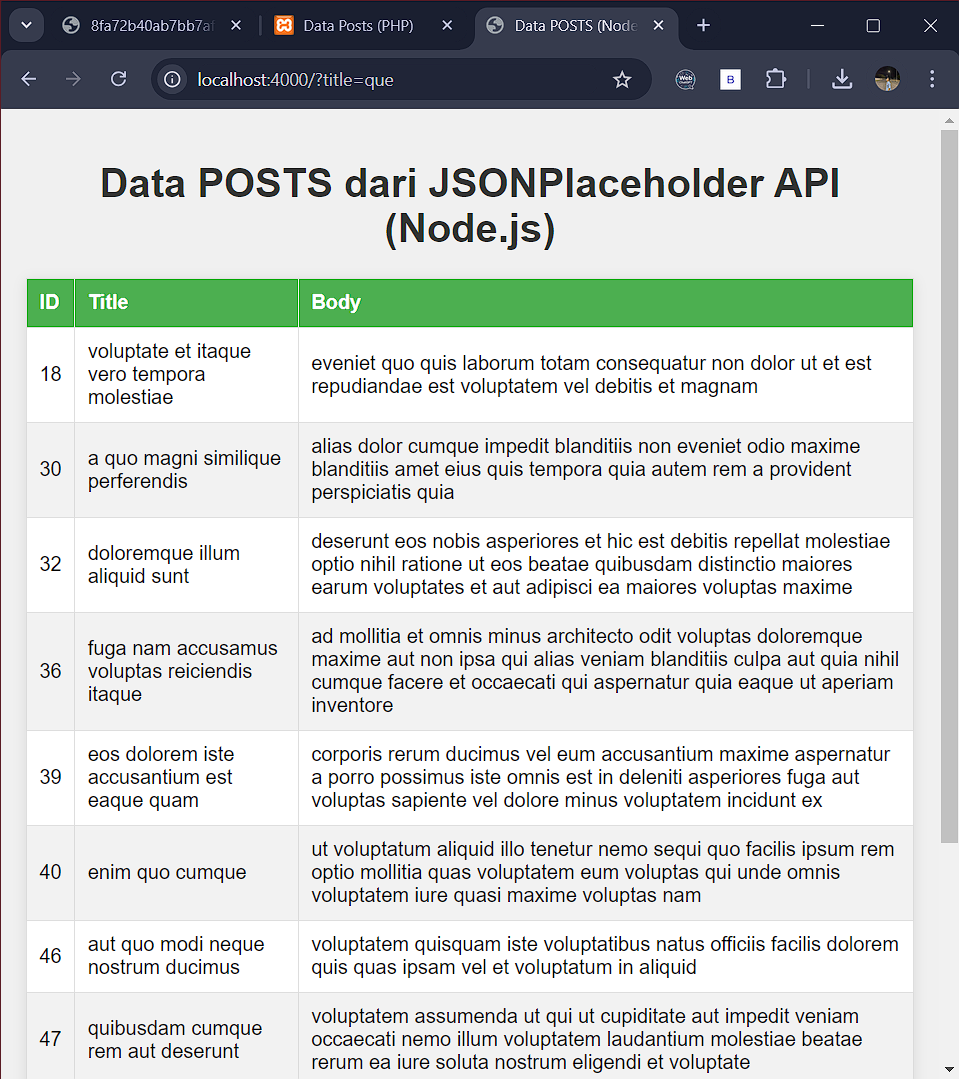 8fa72b40ab7bb7af
Data Posts (PHP)
Data POSTS (Node
localhost:4000/?title=que
Web
B
Data POSTS dari JSONPlaceholder API
(Node.js)
ID Title Body
18
voluptate et itaque
vero tempora
molestiae
eveniet quo quis laborum totam consequatur non dolor ut et est
repudiandae est voluptatem vel debitis et magnam
30
a quo magni similique
perferendis
alias dolor cumque impedit blanditiis non eveniet odio maxime
blanditiis amet eius quis tempora quia autem rem a provident
perspiciatis quia
32
doloremque illum
aliquid sunt
deserunt eos nobis asperiores et hic est debitis repellat molestiae
optio nihil ratione ut eos beatae quibusdam distinctio maiores
earum voluptates et aut adipisci ea maiores voluptas maxime
36
fuga nam accusamus
voluptas reiciendis
itaque
ad mollitia et omnis minus architecto odit voluptas doloremque
maxime aut non ipsa qui alias veniam blanditiis culpa aut quia nihil
cumque facere et occaecati qui aspernatur quia eaque ut aperiam
inventore
39
eos dolorem iste
accusantium est
eaque quam
corporis rerum ducimus vel eum accusantium maxime aspernatur
a porro possimus iste omnis est in deleniti asperiores fuga aut
voluptas sapiente vel dolore minus voluptatem incidunt ex
40
enim quo cumque
ut voluptatum aliquid illo tenetur nemo sequi quo facilis ipsum rem
optio mollitia quas voluptatem eum voluptas qui unde omnis
voluptatem iure quasi maxime voluptas nam
46
aut quo modi neque
nostrum ducimus
voluptatem quisquam iste voluptatibus natus officiis facilis dolorem
quis quas ipsam vel et voluptatum in aliquid
47
quibusdam cumque
rem aut deserunt
voluptatem assumenda ut qui ut cupiditate aut impedit veniam
occaecati nemo illum voluptatem laudantium molestiae beatae
rerum ea iure soluta nostrum eligendi et voluptate